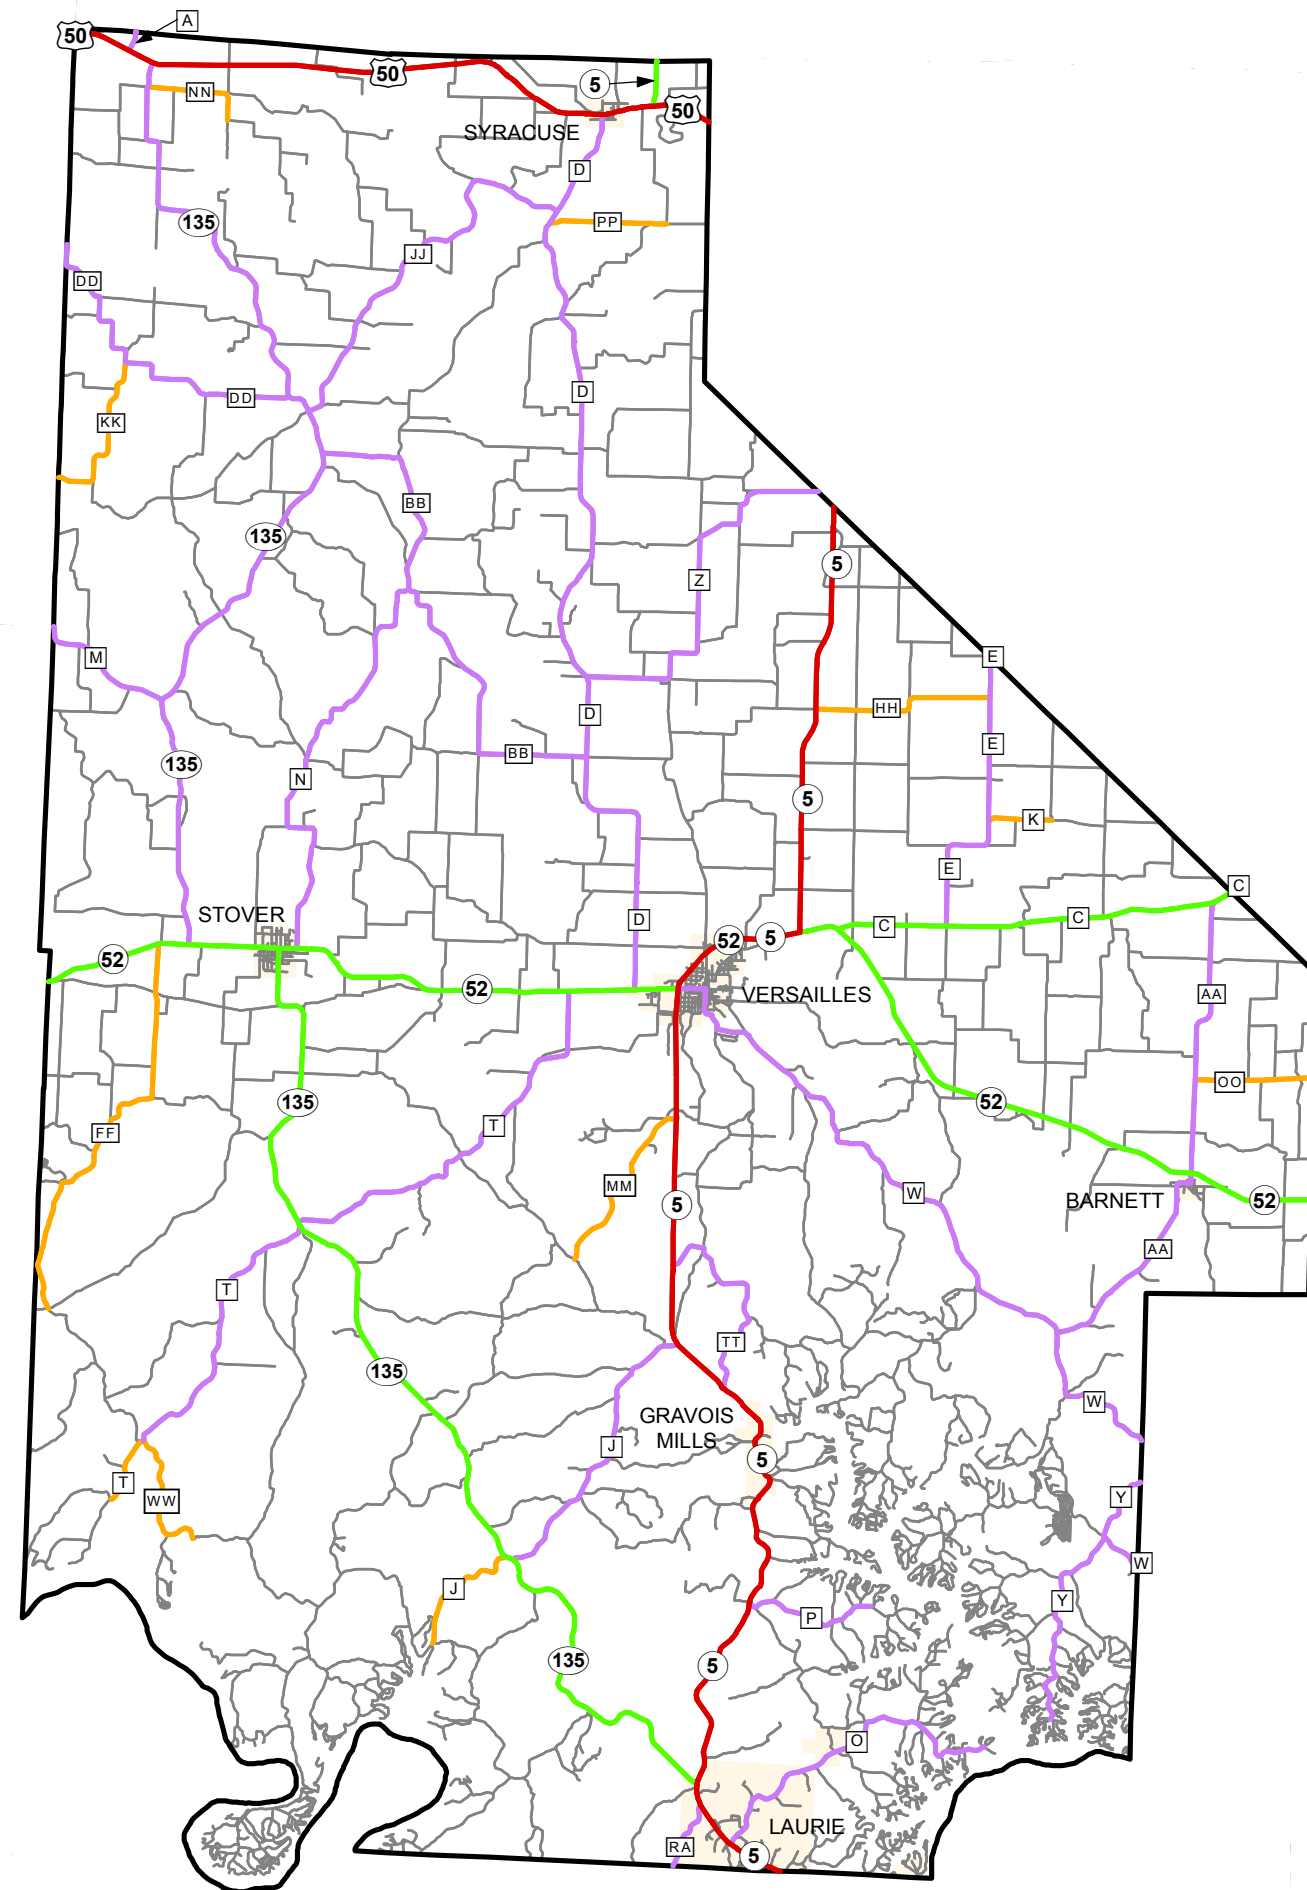 A
50
50
5
50
NN
SYRACUSE
D
135
PP
JJ
DD
D
DD
KK
BB
135
5
Z
E
M
HH
D
E
BB
135
N
5
K
E
C
STOVER
D
C
C
52
5
52
52
VERSAILLES
AA
OO
135
52
T
FF
MM
W
BARNETT
52
5
AA
T
TT
135
W
GRAVOIS
MILLS
J
5
T
WW
Y
W
J
Y
P
135
5
O
LAURIE
RA
5